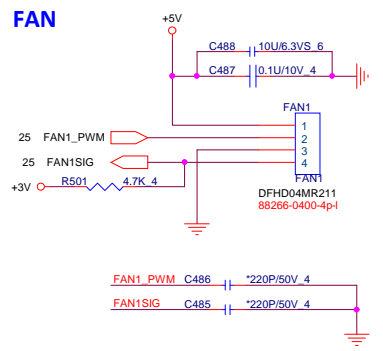 FAN
+5V
C488 10U/6.3VS_6
C487 0.1U/10V_4
FAN1
1
25 FAN1_PWM 2
3
25 FAN1SIG 4
FAN1
+3V R501 4.7K_4
DFHD04MR211
88266-0400-4p-l
FAN1_PWM C486 *220P/50V_4
FAN1SIG C485 *220P/50V_4